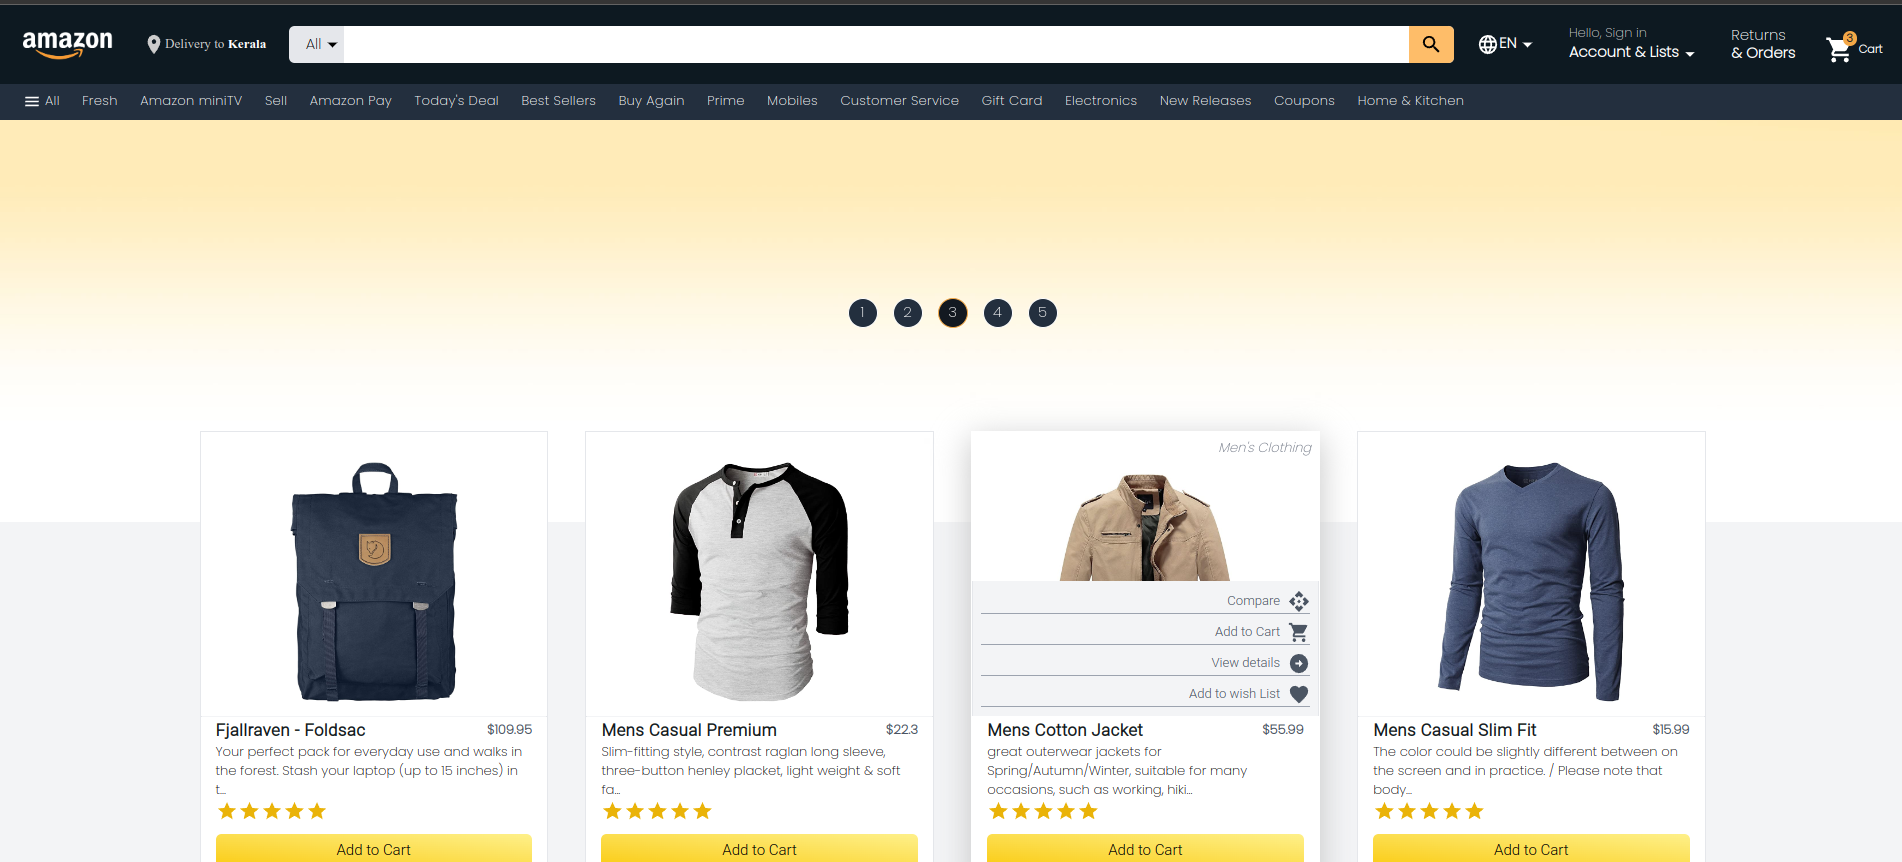 amazon
Delivery to Kerala
All
EN
Hello, Sign in
Account & Lists
Returns
& Orders
3
Cart
All Fresh Amazon miniTV Sell Amazon Pay Today's Deal Best Sellers Buy Again Prime Mobiles Customer Service Gift Card Electronics New Releases Coupons Home & Kitchen
1 2 3 4 5
Men's Clothing
Compare
Add to Cart
View details
Add to wish List
Fjallraven - Foldsac $109.95
Your perfect pack for everyday use and walks in
the forest. Stash your laptop (up to 15 inches) in
t...
Add to Cart
Mens Casual Premium $22.3
Slim-fitting style, contrast raglan long sleeve,
three-button henley placket, light weight & soft
fa...
Add to Cart
Mens Cotton Jacket $55.99
great outerwear jackets for
Spring/Autumn/Winter, suitable for many
occasions, such as working, hiki...
Add to Cart
Mens Casual Slim Fit $15.99
The color could be slightly different between on
the screen and in practice. / Please note that
body...
Add to Cart